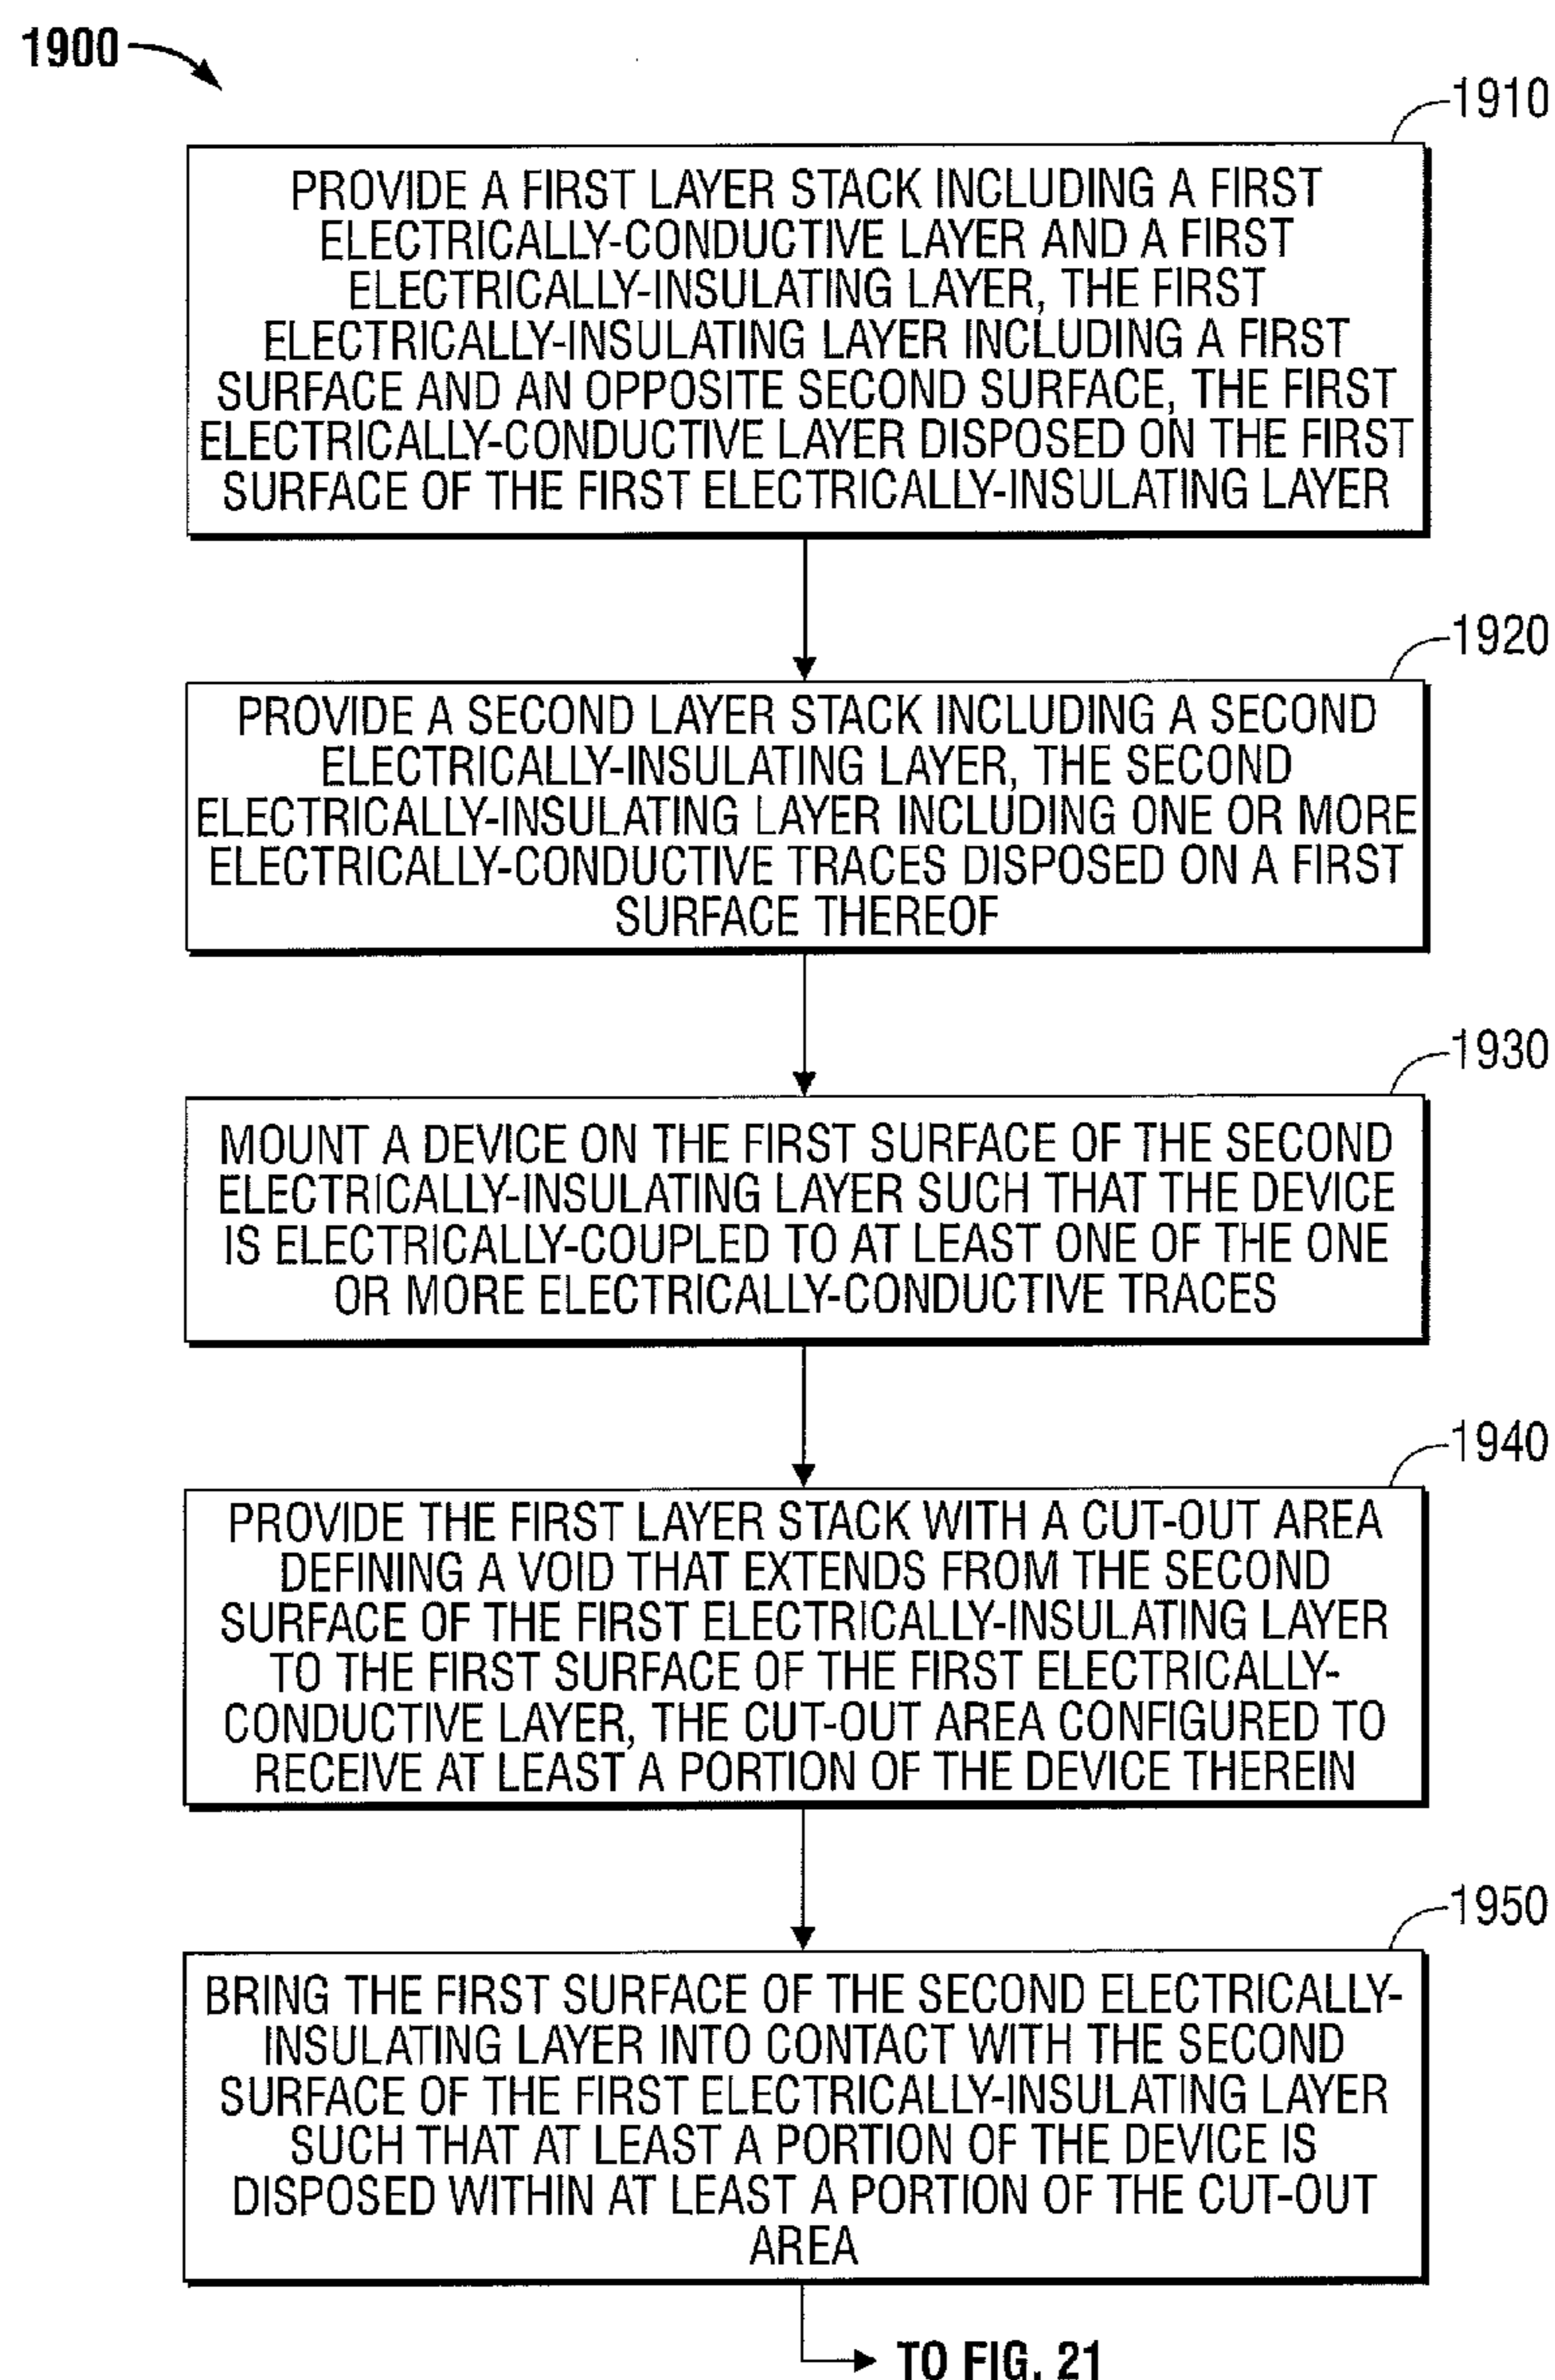 1900
1910
PROVIDE A FIRST LAYER STACK INCLUDING A FIRST
ELECTRICALLY-CONDUCTIVE LAYER AND A FIRST
ELECTRICALLY-INSULATING LAYER, THE FIRST
ELECTRICALLY-INSULATING LAYER INCLUDING A FIRST
SURFACE AND AN OPPOSITE SECOND SURFACE, THE FIRST
ELECTRICALLY-CONDUCTIVE LAYER DISPOSED ON THE FIRST
SURFACE OF THE FIRST ELECTRICALLY-INSULATING LAYER
1920
PROVIDE A SECOND LAYER STACK INCLUDING A SECOND
ELECTRICALLY-INSULATING LAYER, THE SECOND
ELECTRICALLY-INSULATING LAYER INCLUDING ONE OR MORE
ELECTRICALLY-CONDUCTIVE TRACES DISPOSED ON A FIRST
SURFACE THEREOF
1930
MOUNT A DEVICE ON THE FIRST SURFACE OF THE SECOND
ELECTRICALLY-INSULATING LAYER SUCH THAT THE DEVICE
IS ELECTRICALLY-COUPLED TO AT LEAST ONE OF THE ONE
OR MORE ELECTRICALLY-CONDUCTIVE TRACES
1940
PROVIDE THE FIRST LAYER STACK WITH A CUT-OUT AREA
DEFINING A VOID THAT EXTENDS FROM THE SECOND
SURFACE OF THE FIRST ELECTRICALLY-INSULATING LAYER
TO THE FIRST SURFACE OF THE FIRST ELECTRICALLY-
CONDUCTIVE LAYER, THE CUT-OUT AREA CONFIGURED TO
RECEIVE AT LEAST A PORTION OF THE DEVICE THEREIN
1950
BRING THE FIRST SURFACE OF THE SECOND ELECTRICALLY-
INSULATING LAYER INTO CONTACT WITH THE SECOND
SURFACE OF THE FIRST ELECTRICALLY-INSULATING LAYER
SUCH THAT AT LEAST A PORTION OF THE DEVICE IS
DISPOSED WITHIN AT LEAST A PORTION OF THE CUT-OUT
AREA
TO FIG. 21